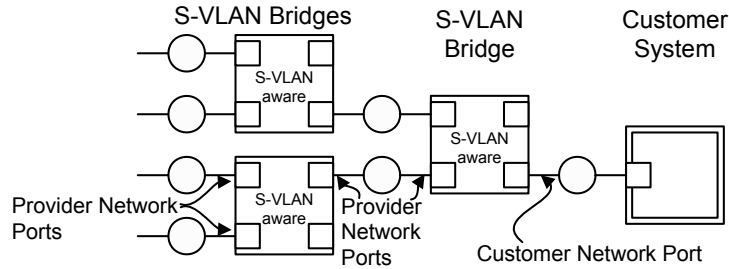 S-VLAN Bridges
S-VLAN
Bridge
Customer
System
S-VLAN
aware
S-VLAN
aware
S-VLAN
aware
Provider Network
Ports
Provider
Network
Ports
Customer Network Port